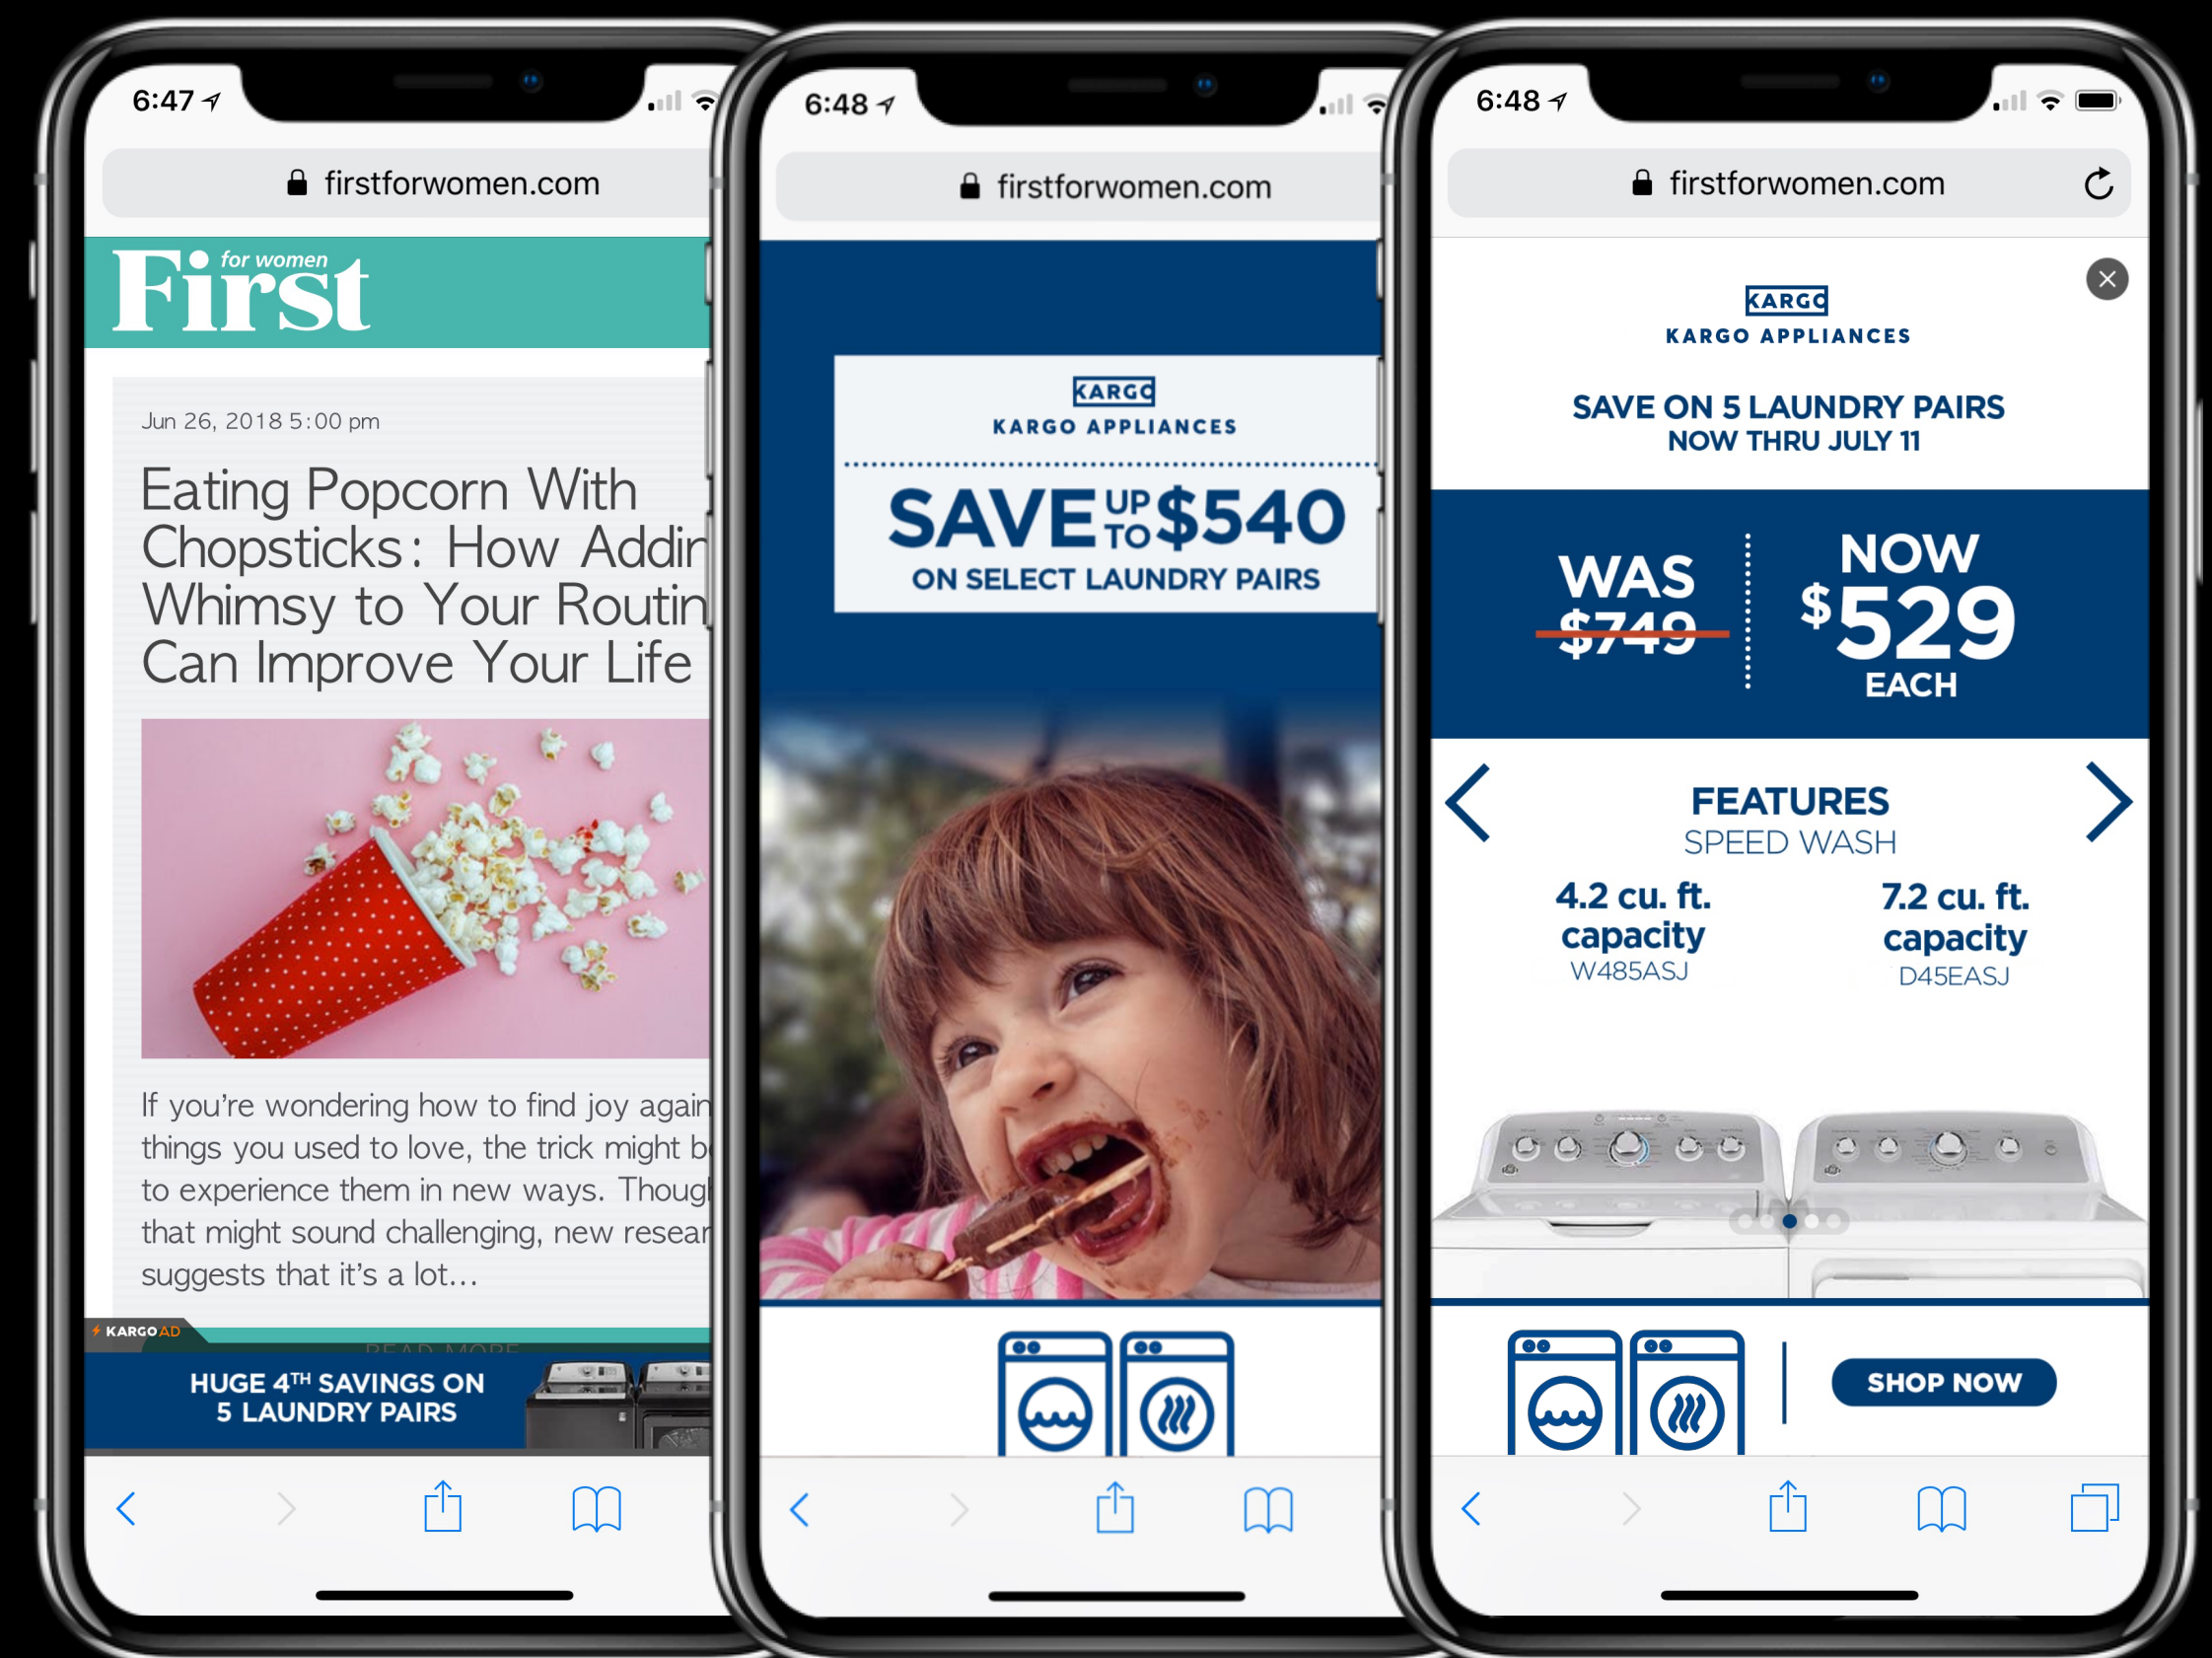 6:47
firstforwomen.com
First
for women
Jun 26, 2018 5:00 pm
Eating Popcorn With
Chopsticks: How Addin
Whimsy to Your Routin
Can Improve Your Life
If you're wondering how to find joy again
things you used to love, the trick might b
to experience them in new ways. Thoug
that might sound challenging, new resear
suggests that it's a lot...
KARGO AD
READ MORE
HUGE 4TH SAVINGS ON
5 LAUNDRY PAIRS
6:48
firstforwomen.com
KARGO
KARGO APPLIANCES
SAVE UP TO $540
ON SELECT LAUNDRY PAIRS
6:48
firstforwomen.com
KARGO
KARGO APPLIANCES
SAVE ON 5 LAUNDRY PAIRS
NOW THRU JULY 11
WAS
$749
NOW
$529
EACH
FEATURES
SPEED WASH
4.2 cu. ft.
capacity
W485ASJ
7.2 cu. ft.
capacity
D45EASJ
SHOP NOW